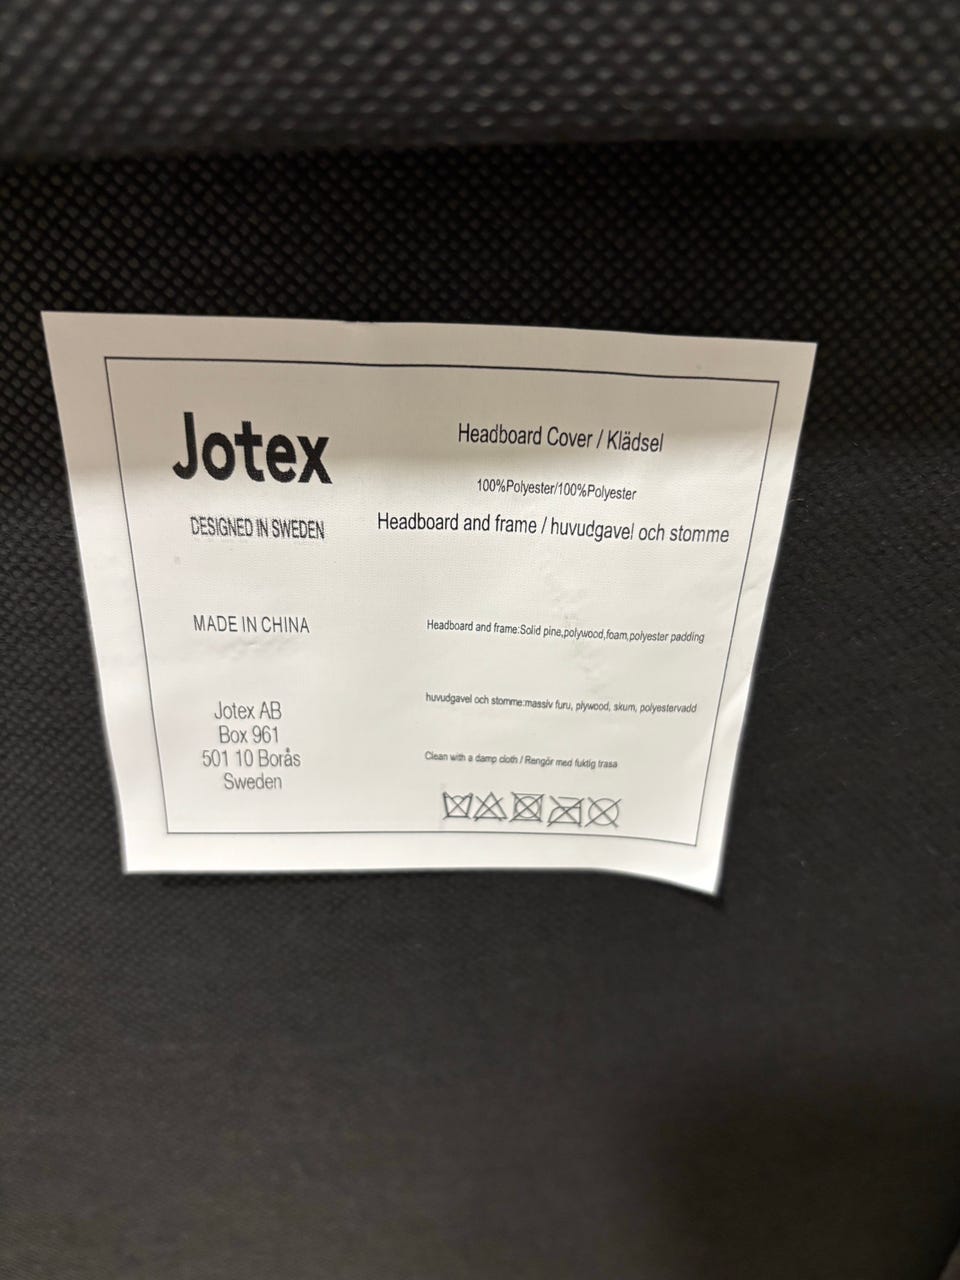 Jotex
DESIGNED IN SWEDEN
MADE IN CHINA
Jotex AB
Box 961
501 10 Borås
Sweden
Headboard Cover / Klädsel
100%Polyester/100%Polyester
Headboard and frame / huvudgavel och stomme
Headboard and frame:Solid pine,polywood,foam,polyester padding
huvudgavel och stomme:massiv furu, plywood, skum, polyestervadd
Clean with a damp cloth / Rengör med fuktig trasa